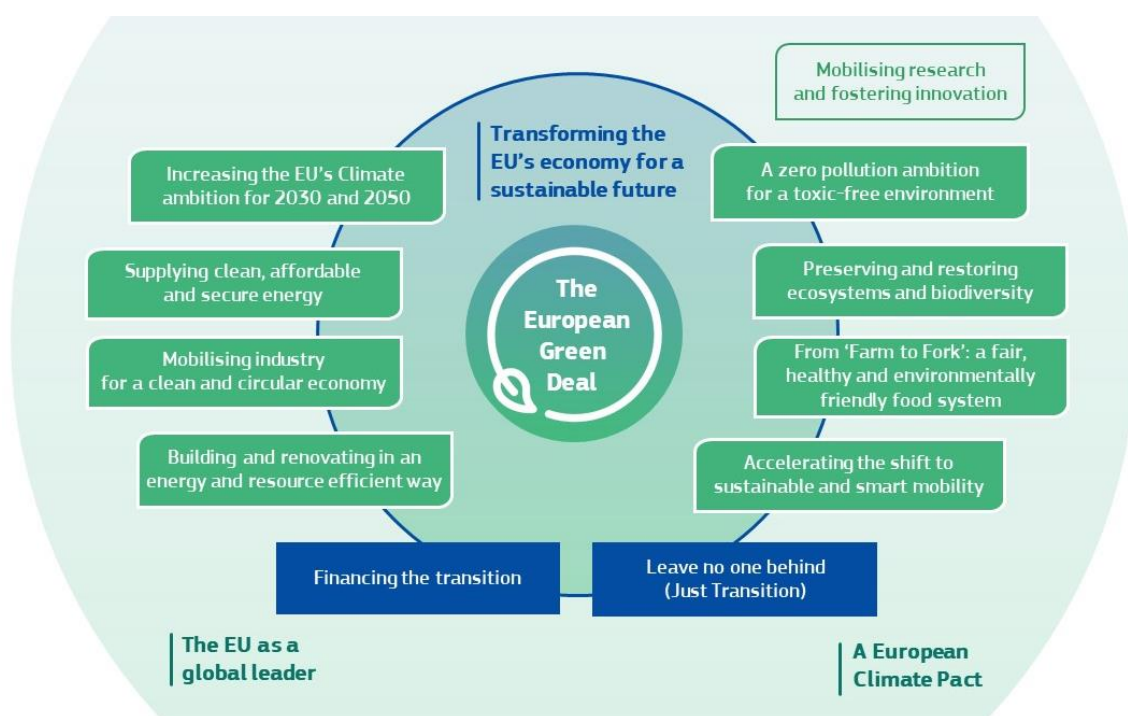 Mobilising research
and fostering innovation
Transforming the
EU's economy for a
sustainable future
Increasing the EU's Climate
ambition for 2030 and 2050
Supplying clean, affordable
and secure energy
Mobilising industry
for a clean and circular economy
Building and renovating in an
energy and resource efficient way
The
European
Green
Deal
A zero pollution ambition
for a toxic-free environment
Preserving and restoring
ecosystems and biodiversity
From ‘Farm to Fork’: a fair,
healthy and environmentally
friendly food system
Accelerating the shift to
sustainable and smart mobility
Financing the transition
Leave no one behind
(Just Transition)
The EU as a
global leader
A European
Climate Pact